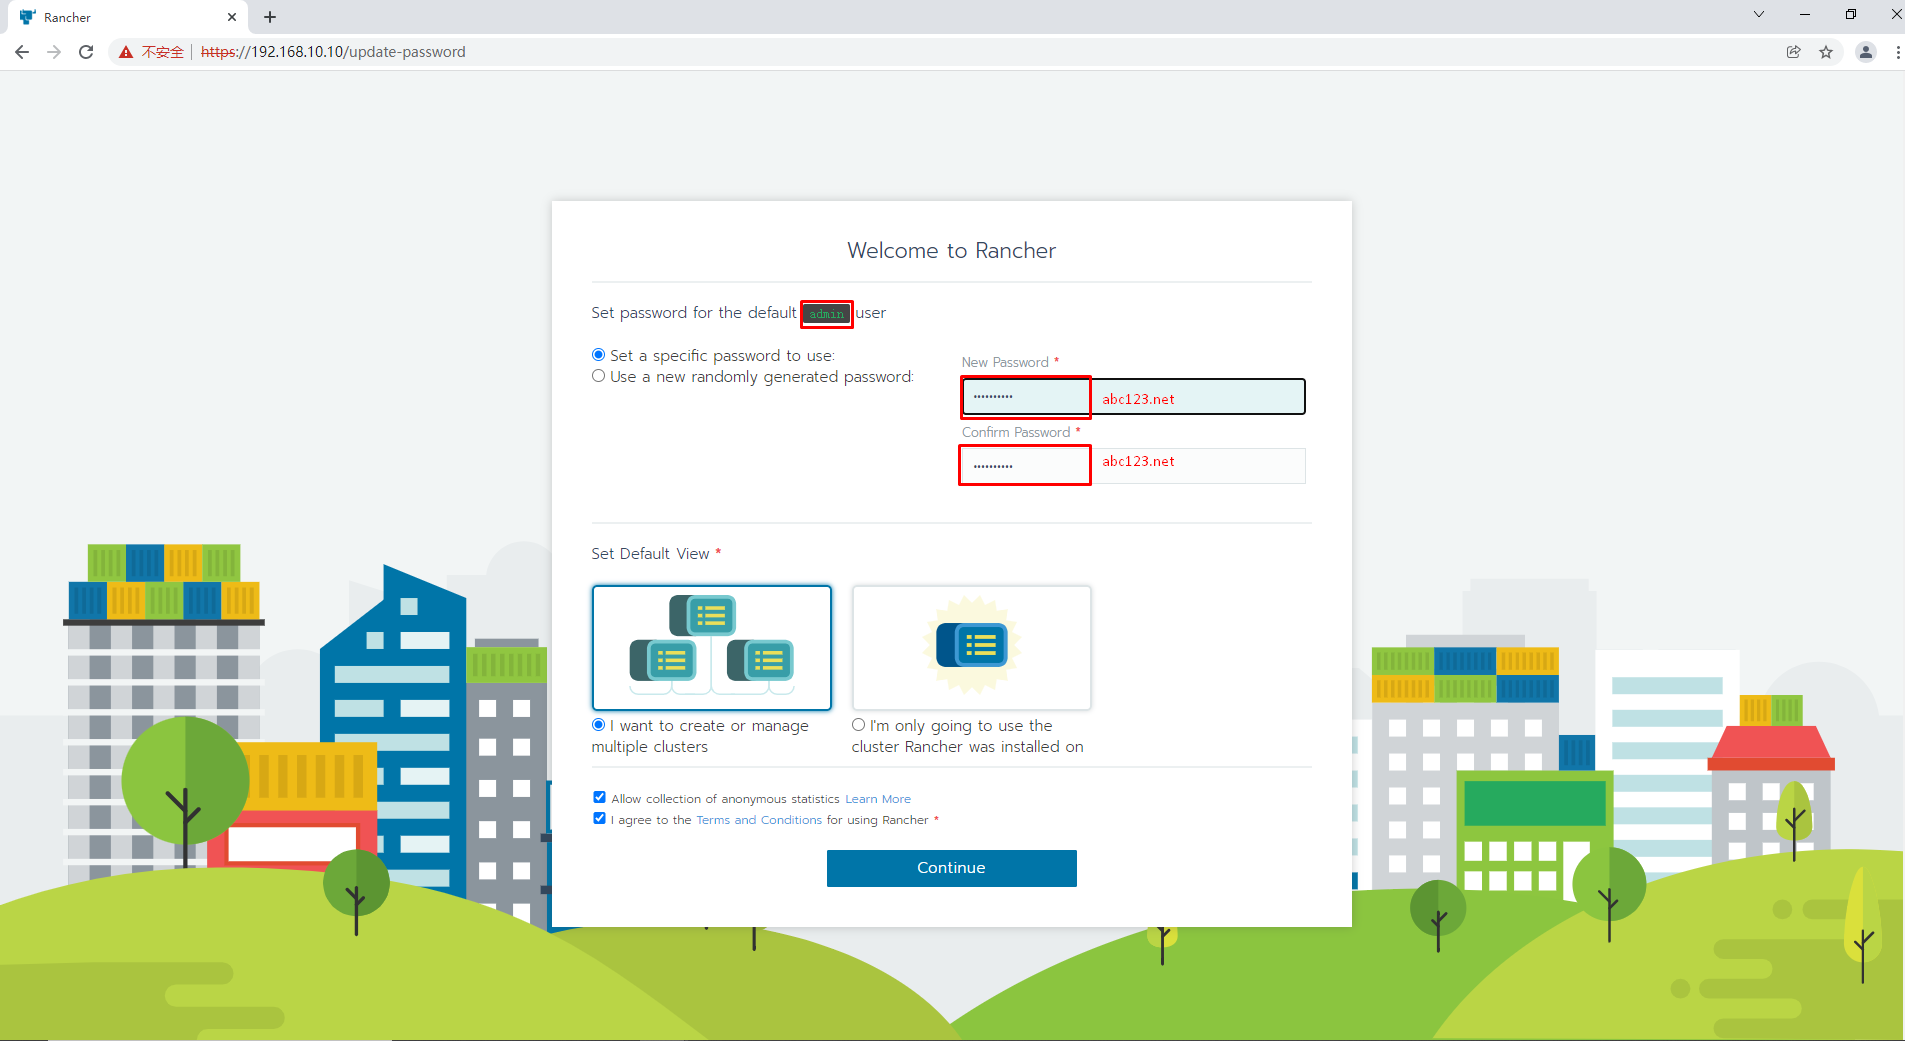 Rancher
不安全 https://192.168.10.10/update-password
Welcome to Rancher
Set password for the default admin user
Set a specific password to use:
Use a new randomly generated password:
New Password *
•••••••••• abc123.net
Confirm Password *
•••••••••• abc123.net
Set Default View *
I want to create or manage
multiple clusters
I'm only going to use the
cluster Rancher was installed on
Allow collection of anonymous statistics Learn More
I agree to the Terms and Conditions for using Rancher *
Continue